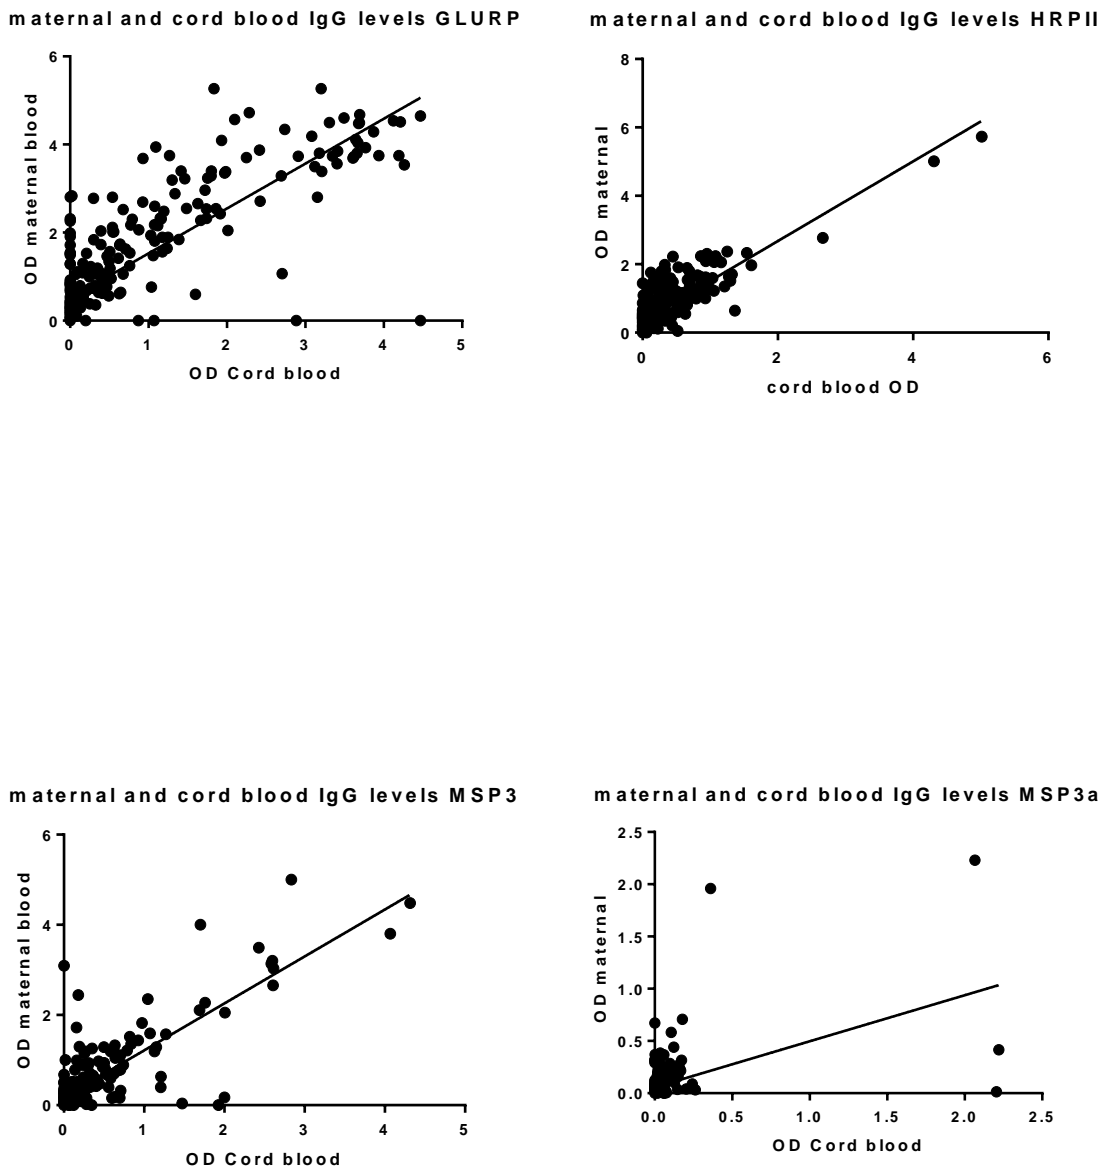 maternal and cord blood IgG levels GLURP
6
4
2
0
OD maternal blood
0 1 2 3 4 5
OD Cord blood
maternal and cord blood IgG levels HRPII
8
6
4
2
0
OD maternal
0 2 4 6
cord blood OD
maternal and cord blood IgG levels MSP3
6
4
2
0
OD maternal blood
0 1 2 3 4 5
OD Cord blood
maternal and cord blood IgG levels MSP3a
2.5
2.0
1.5
1.0
0.5
0.0
OD maternal
0.0 0.5 1.0 1.5 2.0 2.5
OD Cord blood